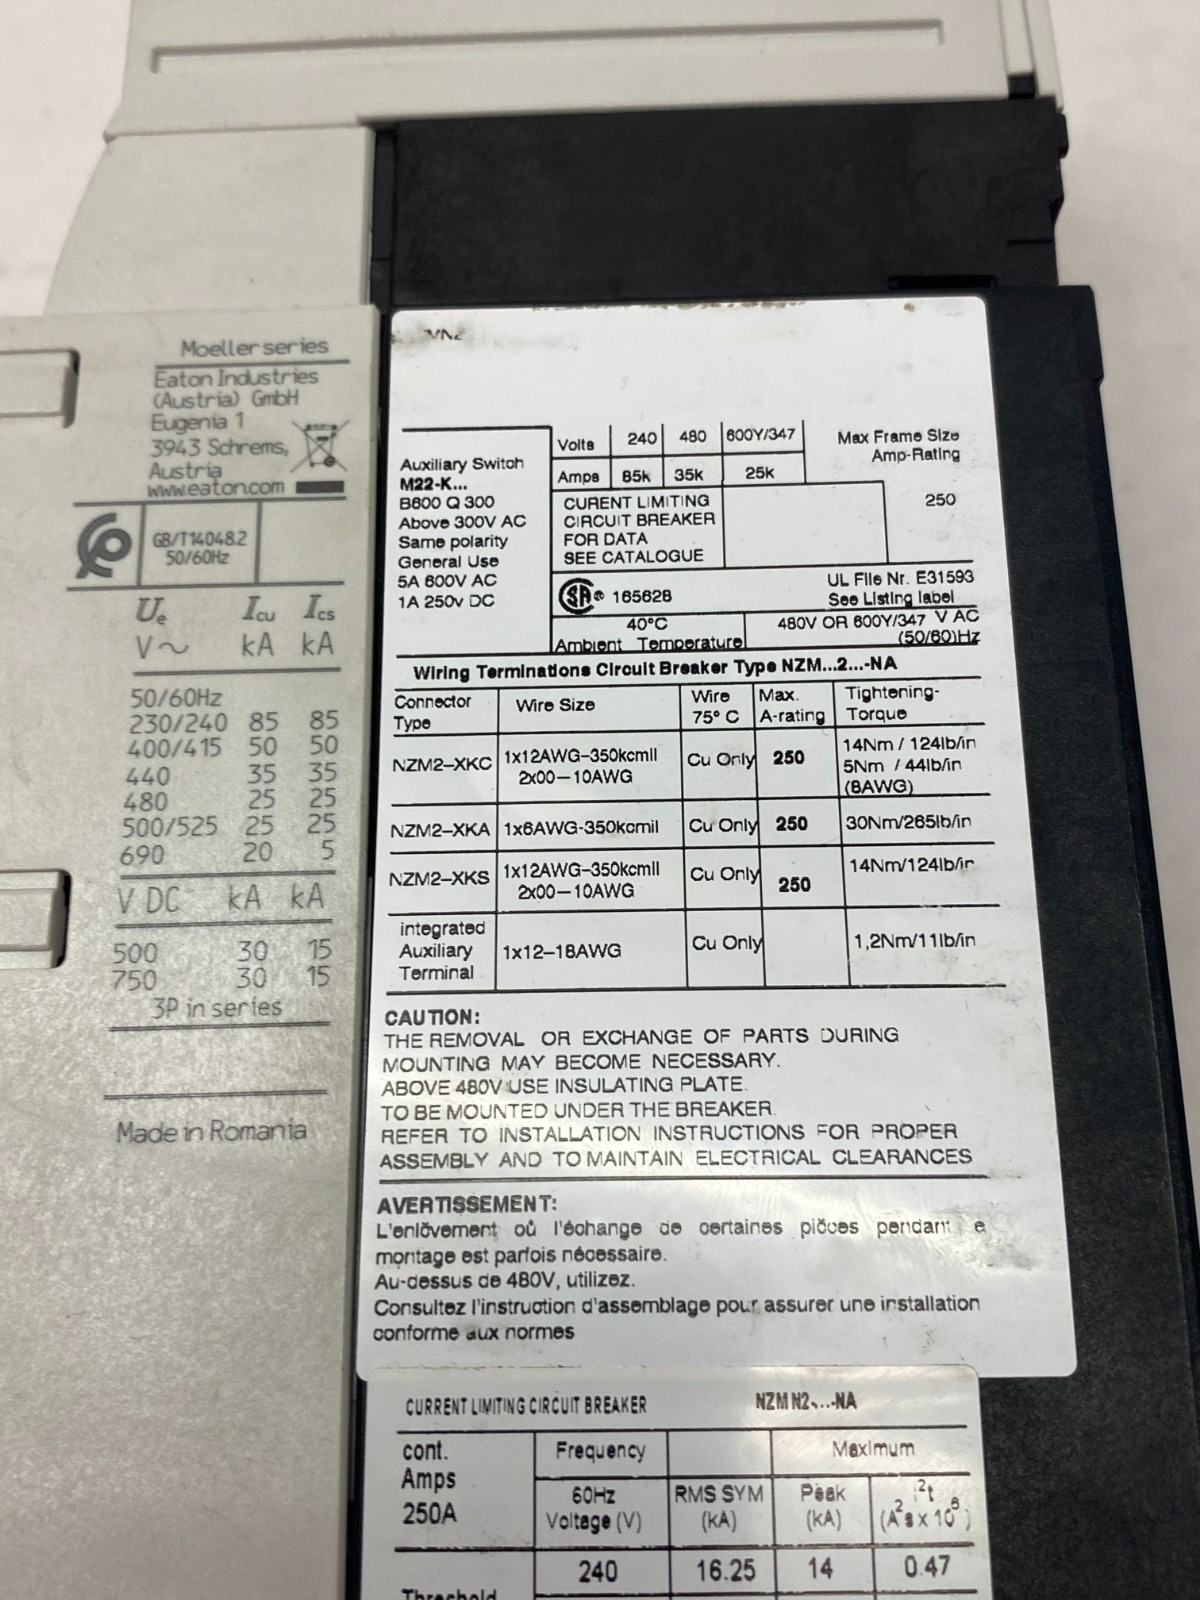 Moeller series
Eaton Industries
(Austria) GmbH
Eugenia 1
3943 Schrems,
Austria
www.eaton.com
GB/T14048.2
50/60Hz
Ue Icu Ics
V~ kA kA
50/60Hz
230/240 85 85
400/415 50 50
440 35 35
480 25 25
500/525 25 25
690 20 5
V DC kA kA
500 30 15
750 30 15
3P in series
Made in Romania
Auxiliary Switch
M22-K...
B600 Q 300
Above 300V AC
Same polarity
General Use
5A 600V AC
1A 250v DC
Volts 240 480 600Y/347
Amps 85k 35k 25k
Max Frame Size
Amp-Rating
250
CURENT LIMITING
CIRCUIT BREAKER
FOR DATA
SEE CATALOGUE
SA ® 165628
UL File Nr. E31593
See Listing label
40°C
Ambient Temperature
480V OR 600Y/347 V AC
(50/60)Hz
Wiring Terminations Circuit Breaker Type NZM...2...-NA
Connector Type Wire Size Wire 75° C Max. A-rating Tightening-Torque
NZM2-XKC 1x12AWG-350kcmil 2x00-10AWG Cu Only 250 14Nm / 124lb/in 5Nm / 44lb/in (8AWG)
NZM2-XKA 1x6AWG-350kcmil Cu Only 250 30Nm/265lb/in
NZM2-XKS 1x12AWG-350kcmil 2x00-10AWG Cu Only 250 14Nm/124lb/in
integrated Auxiliary Terminal 1x12-18AWG Cu Only 1,2Nm/11lb/in
CAUTION:
THE REMOVAL OR EXCHANGE OF PARTS DURING
MOUNTING MAY BECOME NECESSARY.
ABOVE 480V USE INSULATING PLATE.
TO BE MOUNTED UNDER THE BREAKER.
REFER TO INSTALLATION INSTRUCTIONS FOR PROPER
ASSEMBLY AND TO MAINTAIN ELECTRICAL CLEARANCES
AVERTISSEMENT:
L'enlčvement oů l'échange de certaines pičces pendant e
montage est parfois nécessaire.
Au-dessus de 480V, utilizez.
Consultez l'instruction d'assemblage pour assurer une installation
conforme aux normes
CURRENT LIMITING CIRCUIT BREAKER NZM N2-...-NA
cont.
Amps
250A
Frequency
60Hz
Voltage (V)
RMS SYM
(kA)
Maximum
Peak
(kA)
I²t
(A²s x 10⁶)
240 16.25 14 0.47
Threshold